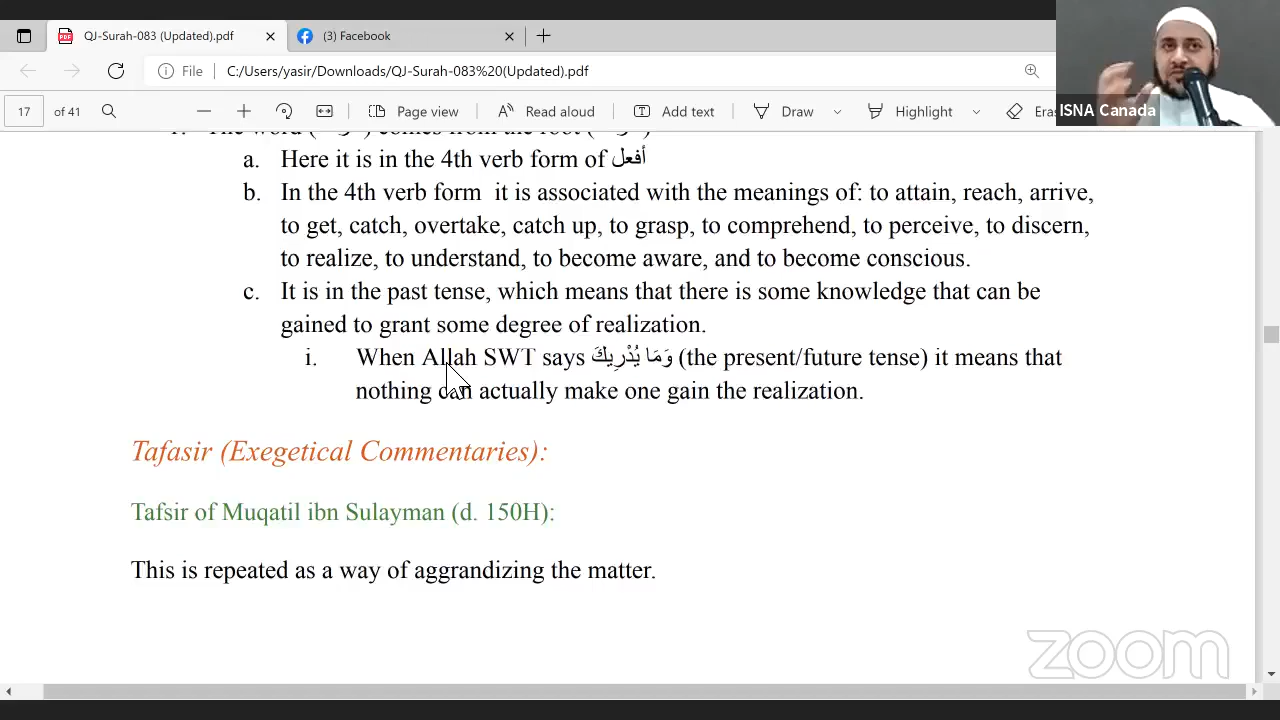 QJ-Surah-083 (Updated).pdf
(3) Facebook
File C:/Users/yasir/Downloads/QJ-Surah-083%20(Updated).pdf
ISNA Canada
17 of 41 Page view Read aloud Add text Draw Highlight Era
1. The word ( ) comes from the root ( )
a. Here it is in the 4th verb form of أفعل
b. In the 4th verb form it is associated with the meanings of: to attain, reach, arrive,
to get, catch, overtake, catch up, to grasp, to comprehend, to perceive, to discern,
to realize, to understand, to become aware, and to become conscious.
c. It is in the past tense, which means that there is some knowledge that can be
gained to grant some degree of realization.
i. When Allah SWT says وَمَا يُدْرِيكَ (the present/future tense) it means that
nothing can actually make one gain the realization.
Tafasir (Exegetical Commentaries):
Tafsir of Muqatil ibn Sulayman (d. 150H):
This is repeated as a way of aggrandizing the matter.
zoom